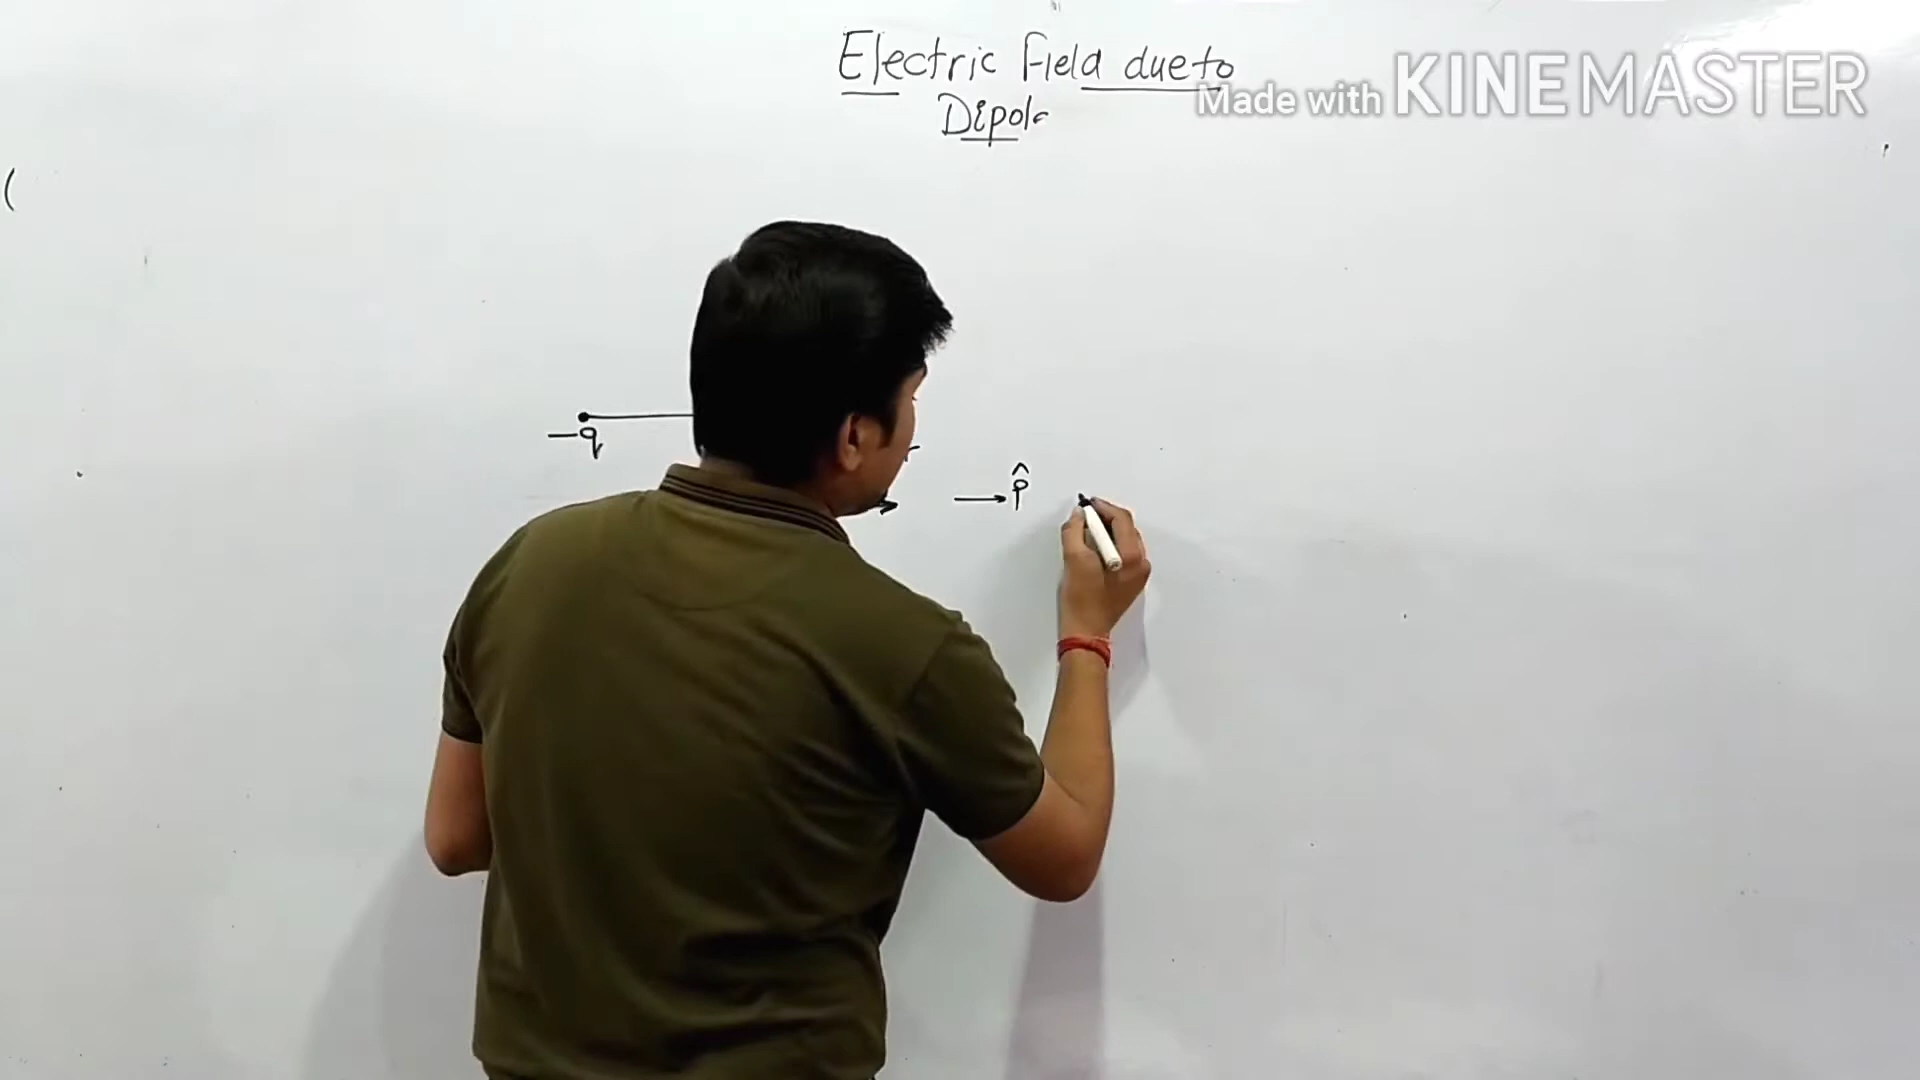 Electric Field due to
Made with KINEMASTER
Dipole
(
−q
→ p̂